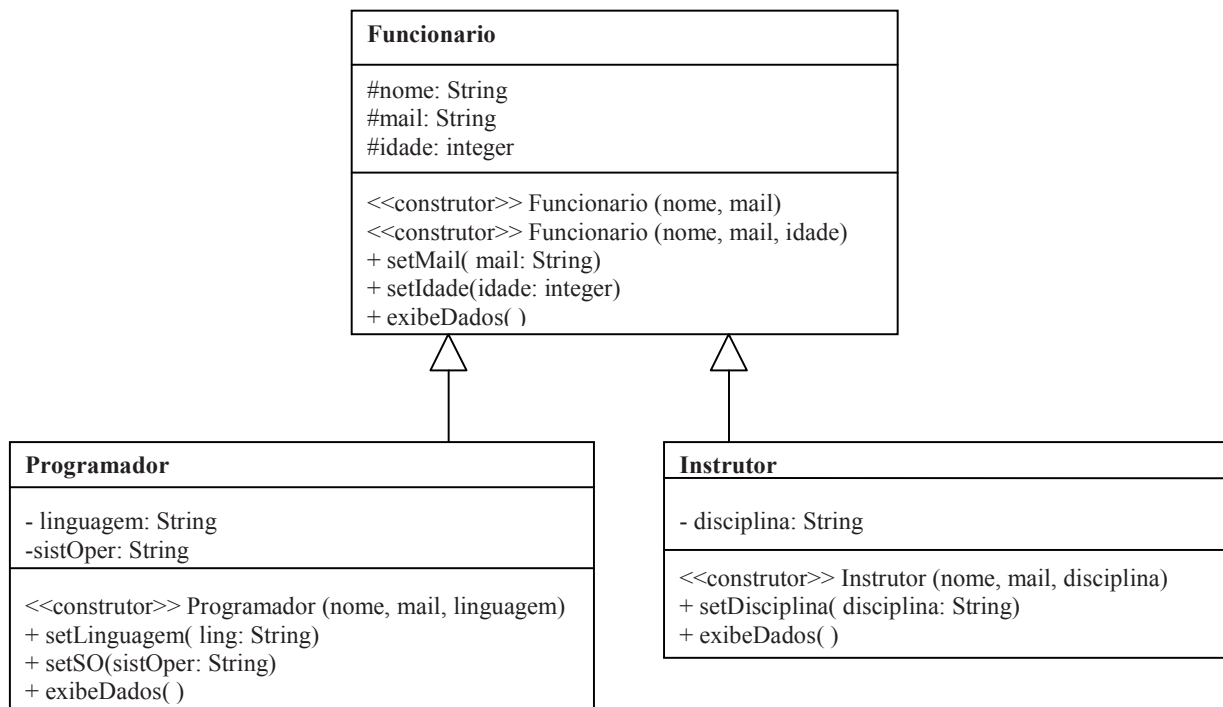 Funcionario
#nome: String
#mail: String
#idade: integer
<<construtor>> Funcionario (nome, mail)
<<construtor>> Funcionario (nome, mail, idade)
+ setMail( mail: String)
+ setIdade(idade: integer)
+ exibeDados( )
Programador
- linguagem: String
-sistOper: String
<<construtor>> Programador (nome, mail, linguagem)
+ setLinguagem( ling: String)
+ setSO(sistOper: String)
+ exibeDados( )
Instrutor
- disciplina: String
<<construtor>> Instrutor (nome, mail, disciplina)
+ setDisciplina( disciplina: String)
+ exibeDados( )